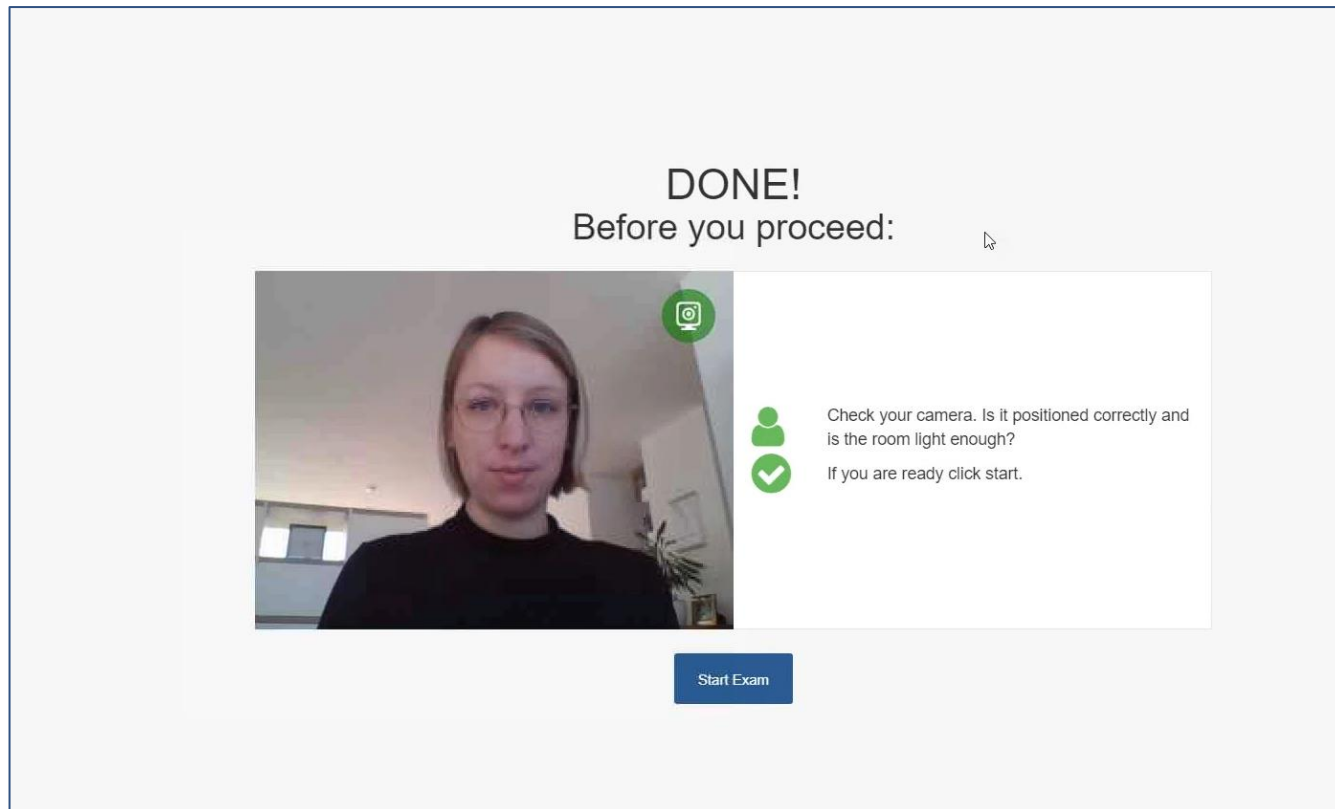 DONE!
Before you proceed:
Check your camera. Is it positioned correctly and
is the room light enough?
If you are ready click start.
Start Exam